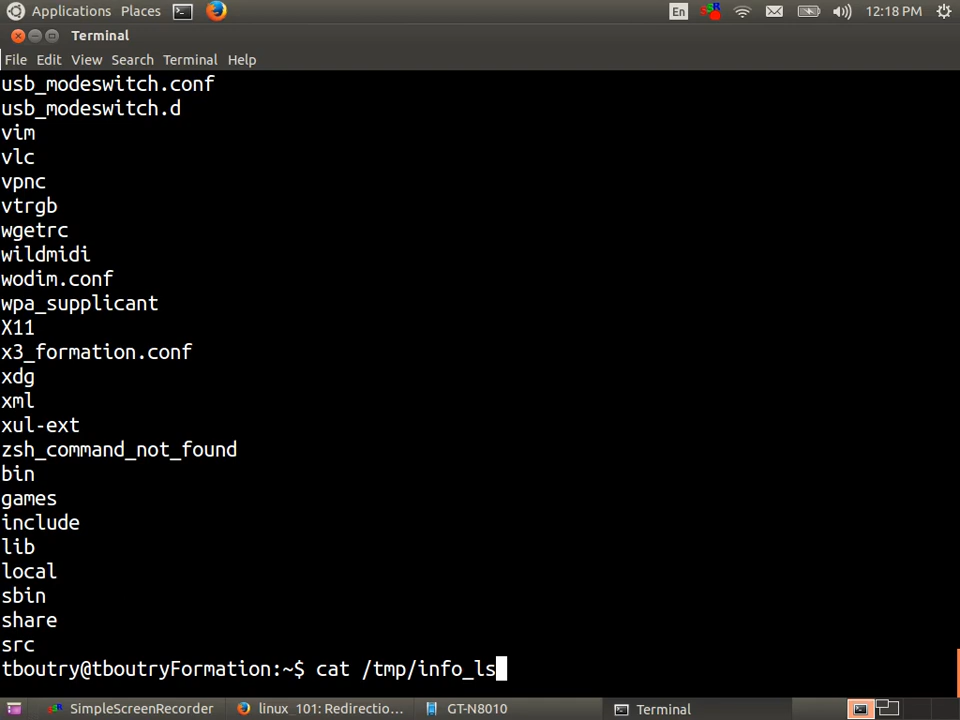 Applications Places En 12:18 PM
Terminal
File Edit View Search Terminal Help
usb_modeswitch.conf
usb_modeswitch.d
vim
vlc
vpnc
vtrgb
wgetrc
wildmidi
wodim.conf
wpa_supplicant
X11
x3_formation.conf
xdg
xml
xul-ext
zsh_command_not_found
bin
games
include
lib
local
sbin
share
src
tboutry@tboutryFormation:~$ cat /tmp/info_ls
SimpleScreenRecorder linux_101: Redirectio... GT-N8010 Terminal